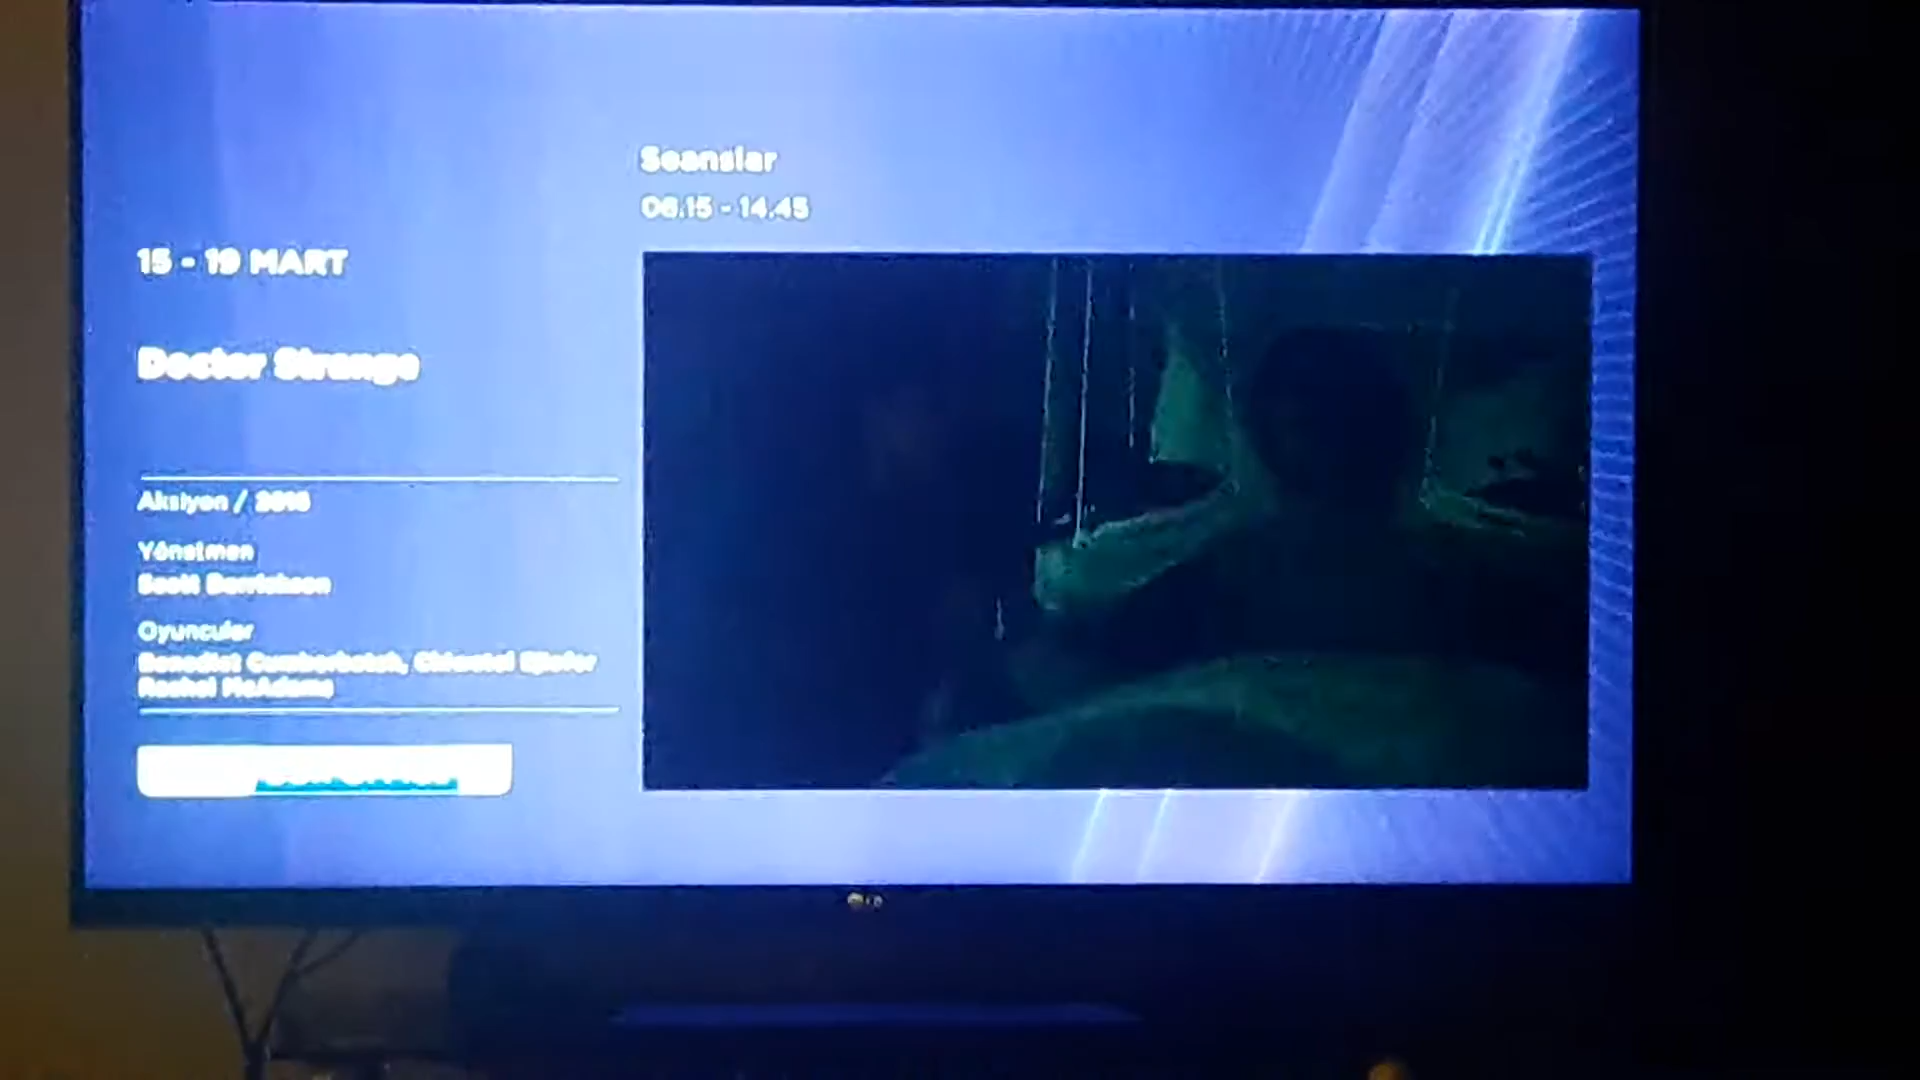 Seanslar
06.15 - 14.45
15 - 19 MART
Doctor Strange
Aksiyon / 2016
Yönetmen
Scott Derrickson
Oyuncular
Benedict Cumberbatch, Chiwetel Ejiofor
Rachel McAdams
LG